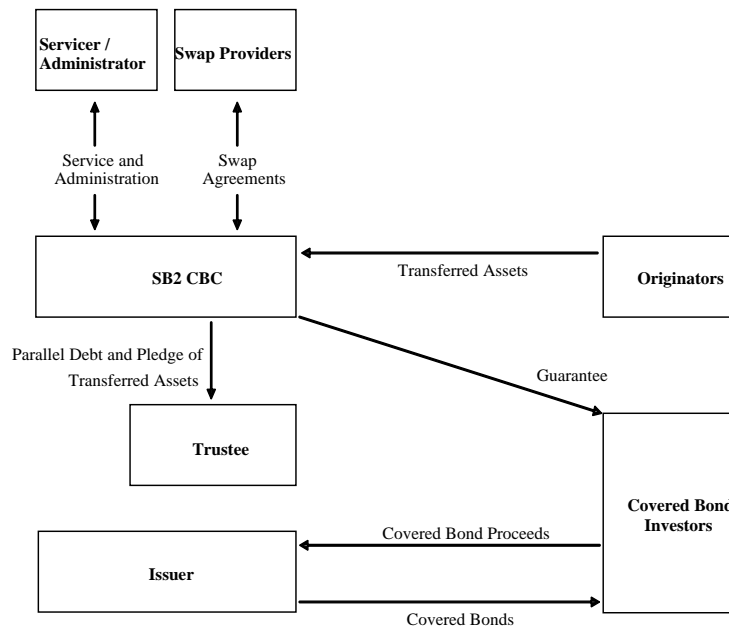 Servicer /
Administrator
Swap Providers
Service and
Administration
Swap
Agreements
SB2 CBC
Transferred Assets
Originators
Parallel Debt and Pledge of
Transferred Assets
Guarantee
Trustee
Covered Bond
Investors
Covered Bond Proceeds
Issuer
Covered Bonds